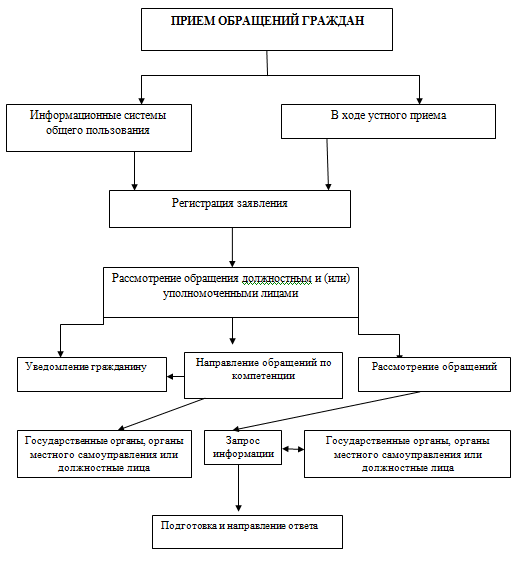 ПРИЕМ ОБРАЩЕНИЙ ГРАЖДАН
Информационные системы
общего пользования
В ходе устного приема
Регистрация заявления
Рассмотрение обращения должностным и (или)
уполномоченными лицами
Уведомление гражданину
Направление обращений по
компетенции
Рассмотрение обращений
Государственные органы, органы
местного самоуправления или
должностные лица
Запрос
информации
Государственные органы, органы
местного самоуправления или
должностные лица
Подготовка и направление ответа